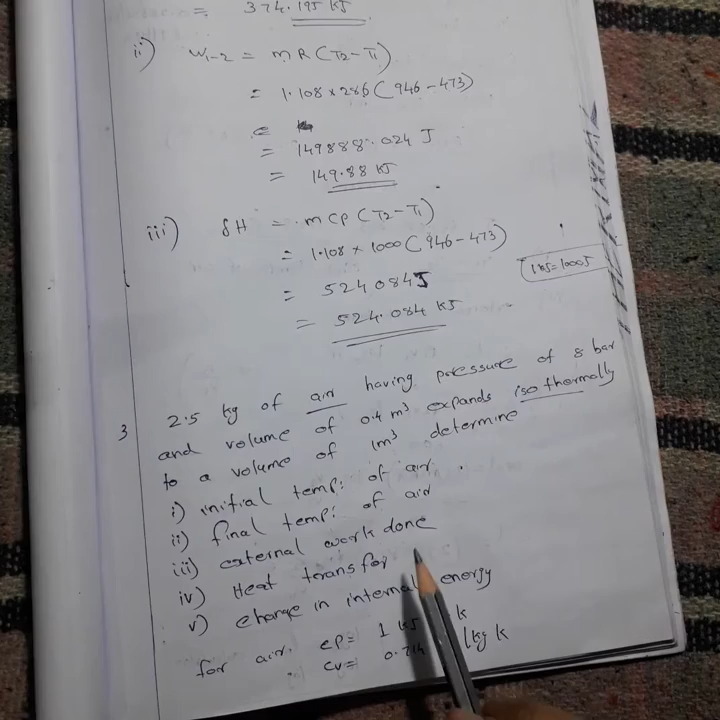 = 374.195 kJ
ii) W1-2 = mR(T2-T1)
= 1.108 x 286 (946-473)
=
= 149888.024 J
= 149.88 kJ
iii) δH = mCp(T2-T1)
= 1.108 x 1000 (946-473)
1kJ=1000J
= 524084J
= 524.084 kJ
3 2.5 kg of air having pressure of 8 bar
and volume of 0.4 m³ expands isothermally
to a volume of 1m³ determine
i) initial temp: of air.
ii) final temp: of air
iii) external work done
iv) Heat transfer
v) change in internal energy
for air. cp= 1 kJ k
cv= 0.714 /kg k